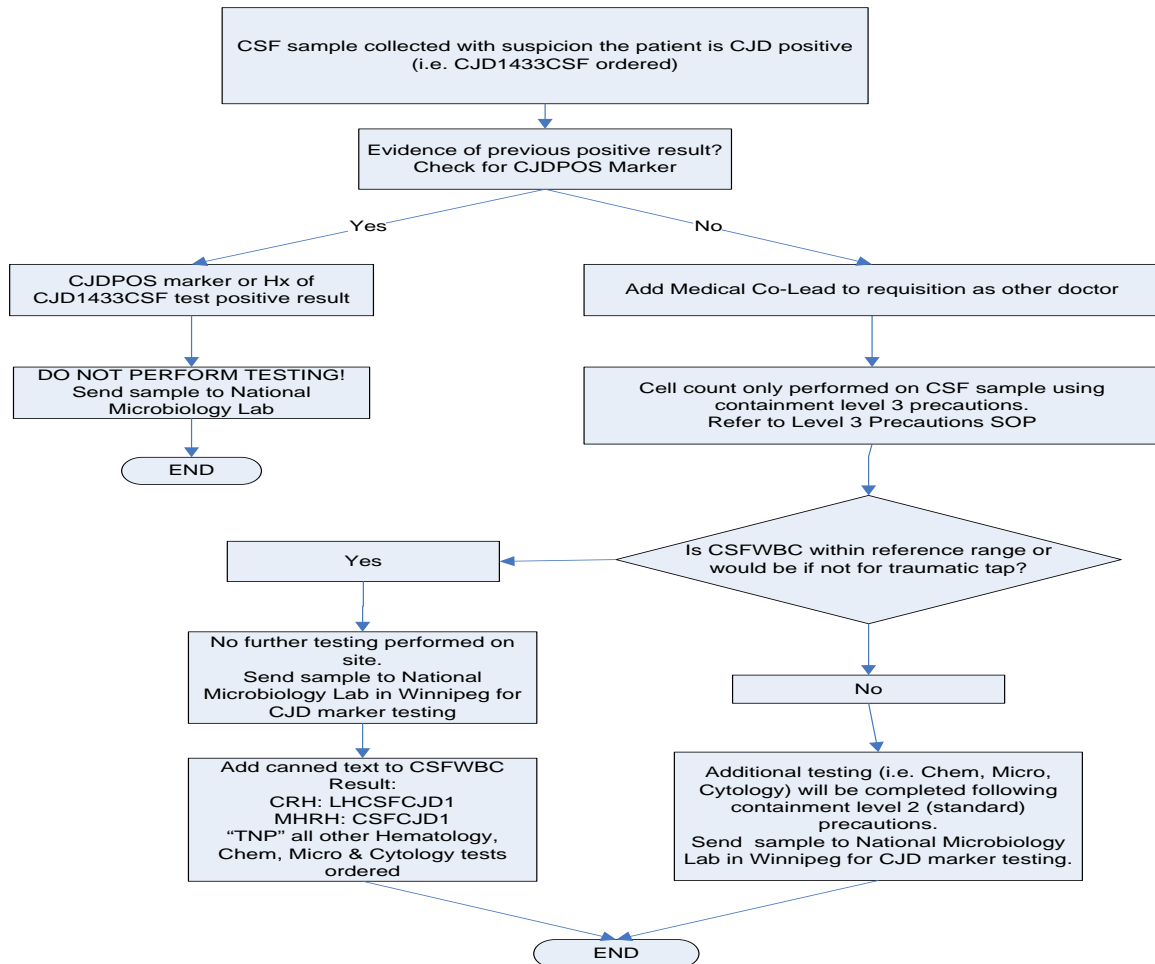 CSF sample collected with suspicion the patient is CJD positive
(i.e. CJD1433CSF ordered)
Evidence of previous positive result?
Check for CJDPOS Marker
Yes
No
CJDPOS marker or Hx of
CJD1433CSF test positive result
Add Medical Co-Lead to requisition as other doctor
DO NOT PERFORM TESTING!
Send sample to National
Microbiology Lab
Cell count only performed on CSF sample using
containment level 3 precautions.
Refer to Level 3 Precautions SOP
END
Is CSFWBC within reference range or
would be if not for traumatic tap?
Yes
No further testing performed on
site.
Send sample to National
Microbiology Lab in Winnipeg for
CJD marker testing
No
Add canned text to CSFWBC
Result:
CRH: LHCSFCJD1
MHRH: CSFCJD1
“TNP” all other Hematology,
Chem, Micro & Cytology tests
ordered
Additional testing (i.e. Chem, Micro,
Cytology) will be completed following
containment level 2 (standard)
precautions.
Send sample to National Microbiology
Lab in Winnipeg for CJD marker testing.
END